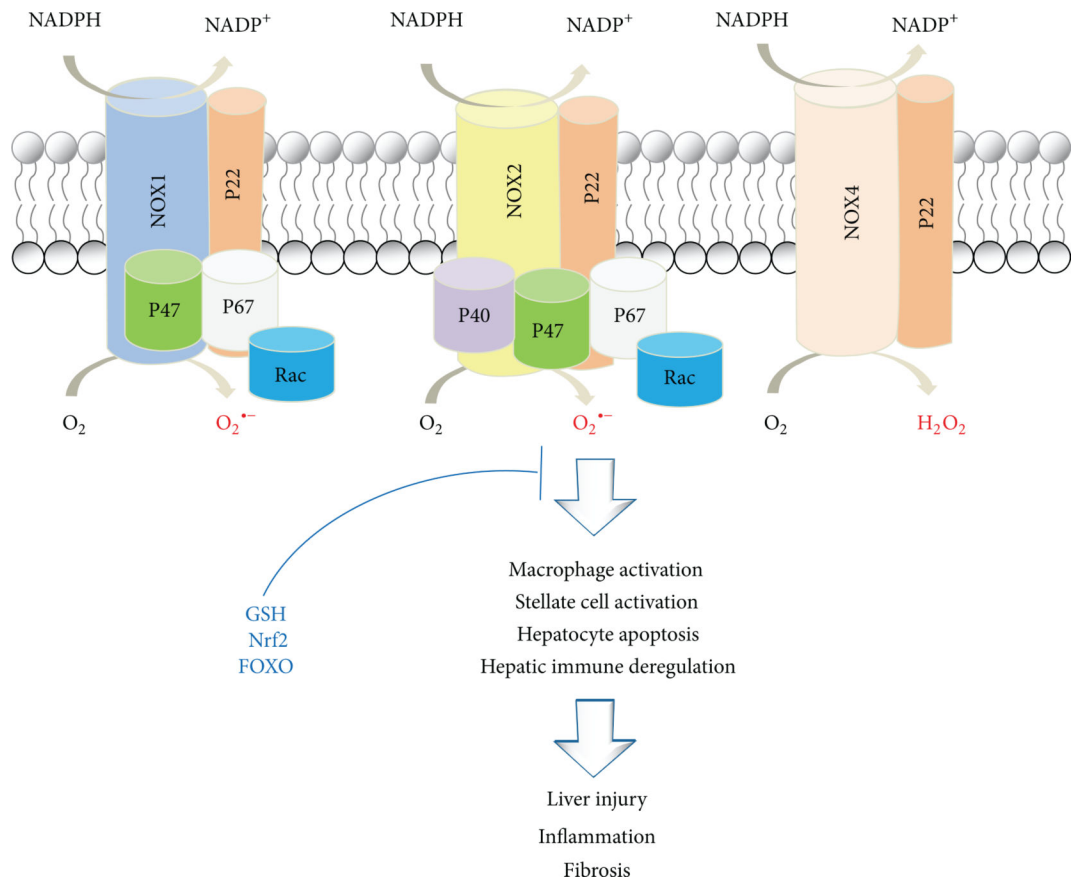 NADPH NADP⁺ NADPH NADP⁺ NADPH NADP⁺
NOX1 P22 NOX2 P22 NOX4 P22
P47 P67 P40 P47 P67
Rac Rac
O₂ O₂•⁻ O₂ O₂•⁻ O₂ H₂O₂
Macrophage activation
Stellate cell activation
Hepatocyte apoptosis
Hepatic immune deregulation
GSH
Nrf2
FOXO
Liver injury
Inflammation
Fibrosis